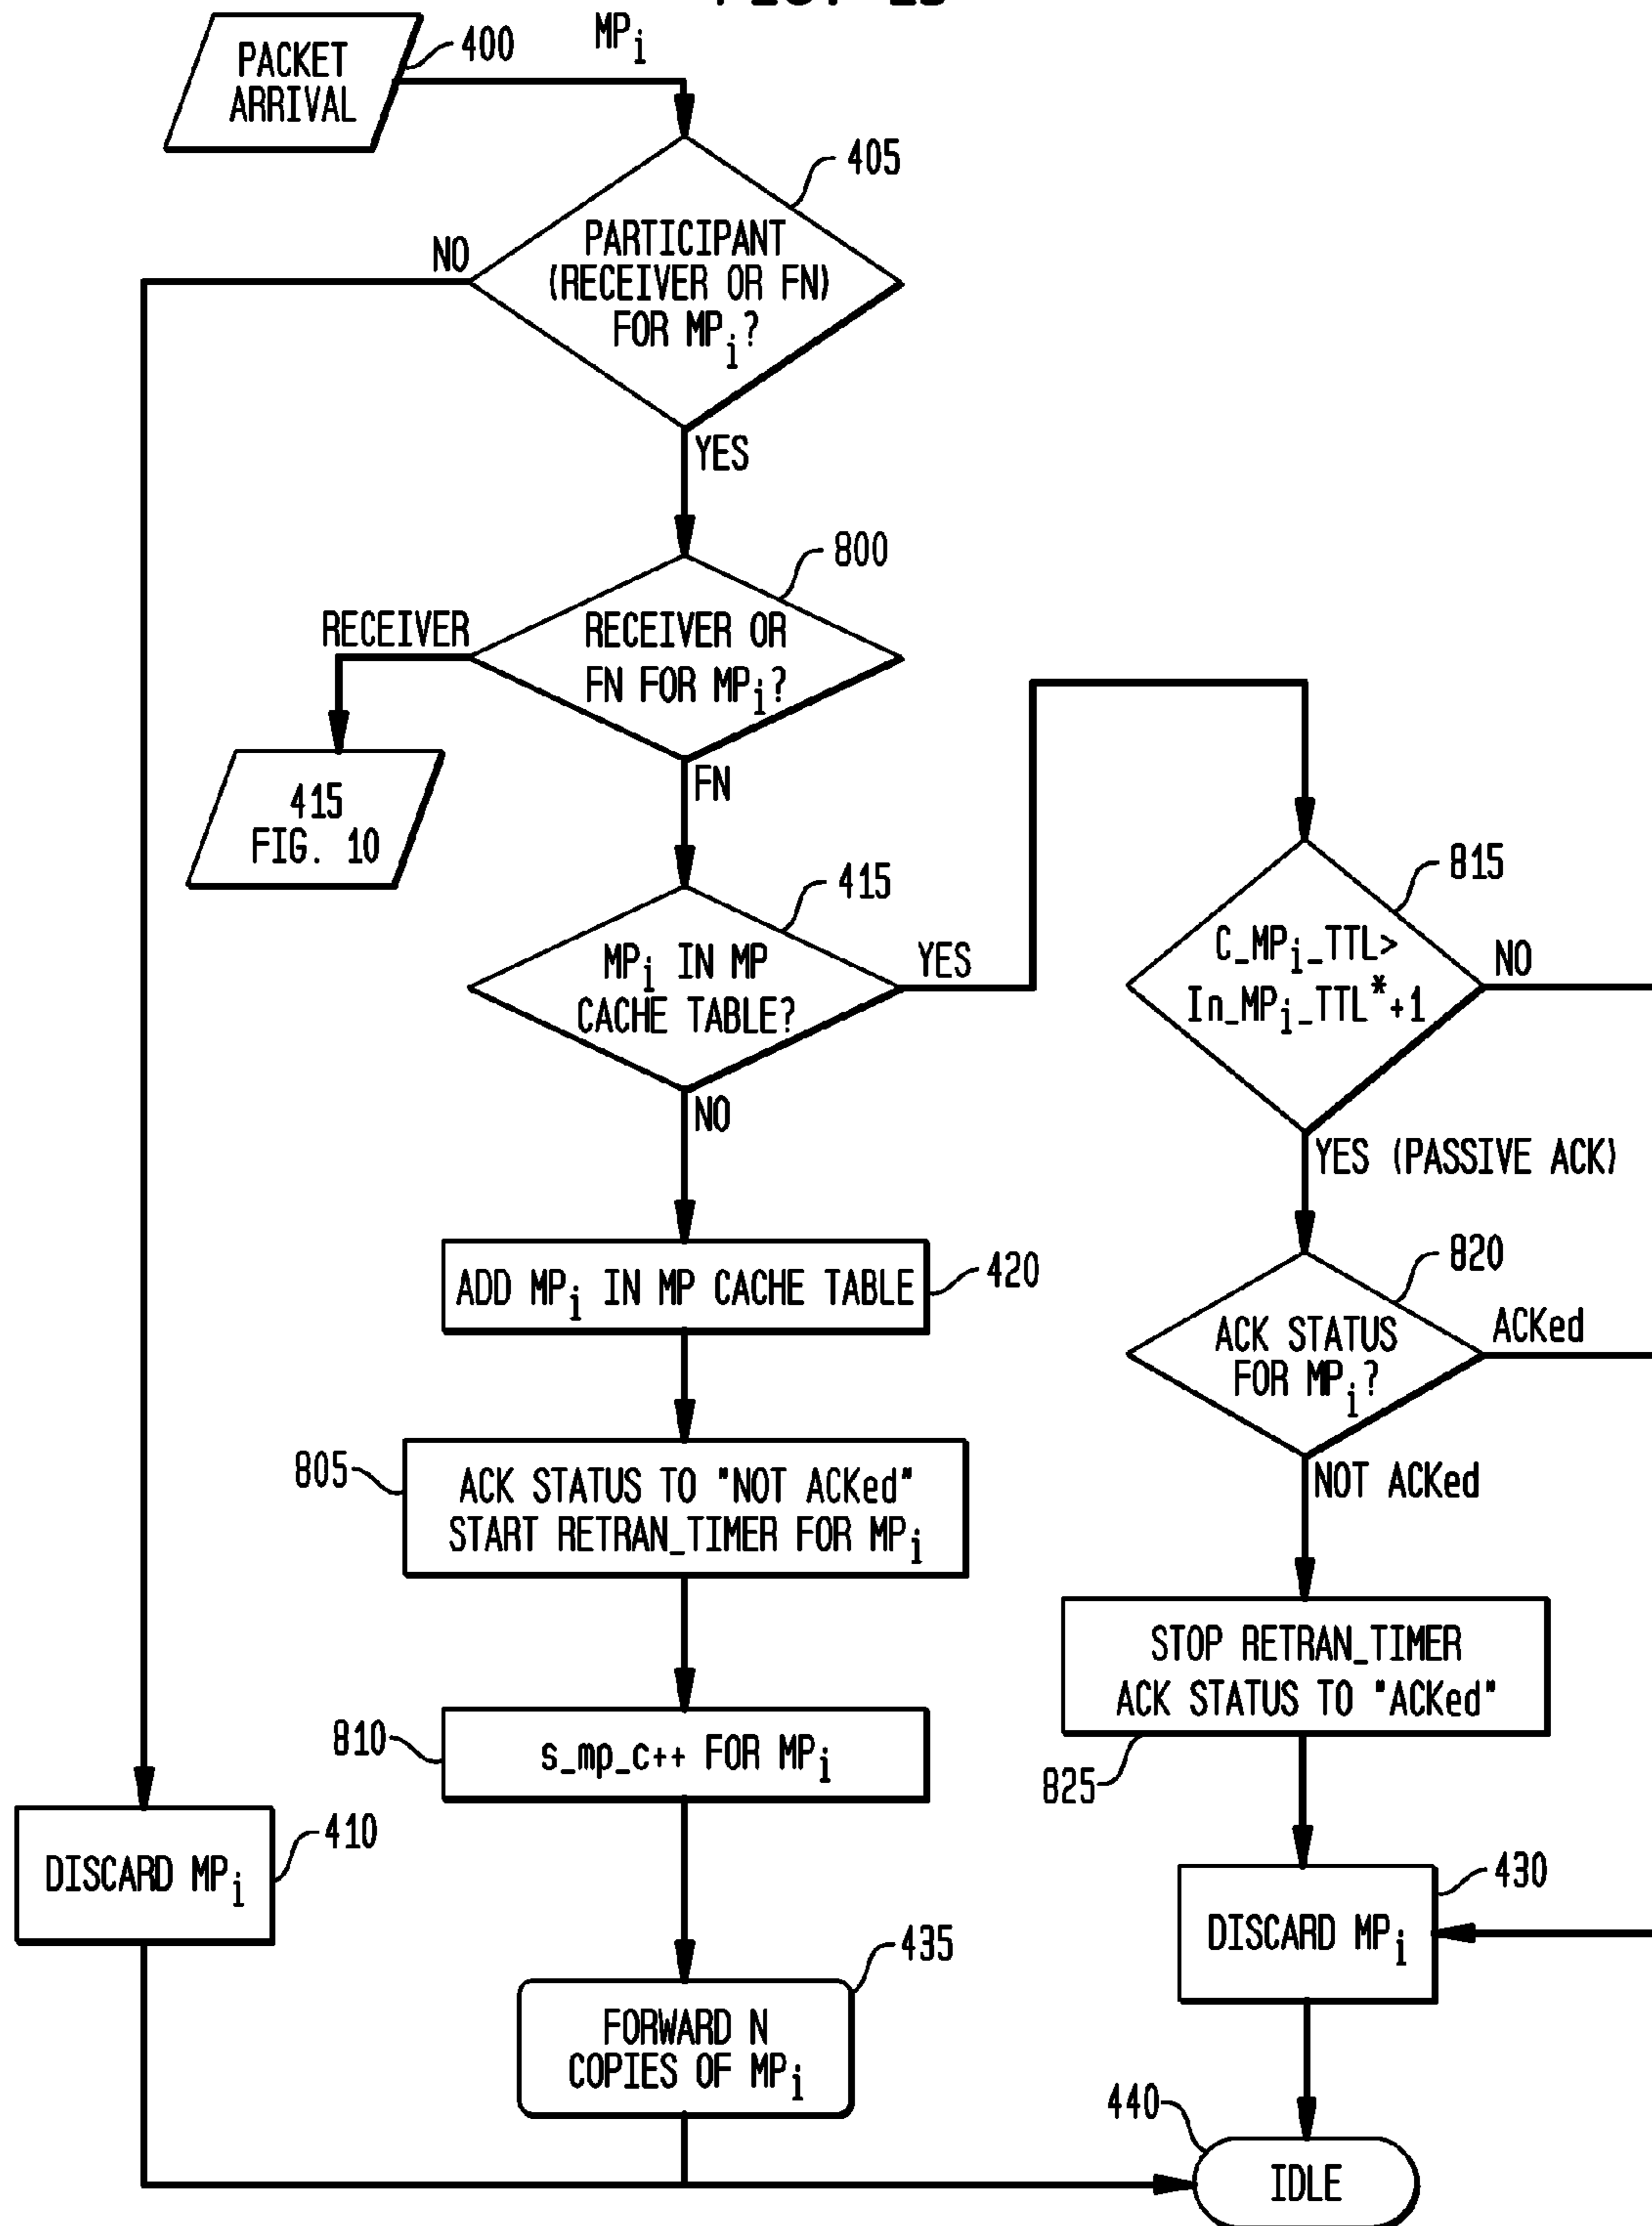 PACKET
ARRIVAL
400
MPi
405
PARTICIPANT
(RECEIVER OR FN)
FOR MPi?
NO
YES
800
RECEIVER
RECEIVER OR
FN FOR MPi?
FN
415
FIG. 10
415
MPi IN MP
CACHE TABLE?
YES
NO
815
C_MPi_TTL>
In_MPi_TTL*+1
NO
YES (PASSIVE ACK)
ADD MPi IN MP CACHE TABLE
420
820
ACK STATUS
FOR MPi?
ACKed
NOT ACKed
805
ACK STATUS TO "NOT ACKed"
START RETRAN_TIMER FOR MPi
STOP RETRAN_TIMER
ACK STATUS TO "ACKed"
825
810
s_mp_c++ FOR MPi
DISCARD MPi
410
DISCARD MPi
430
435
FORWARD N
COPIES OF MPi
440
IDLE